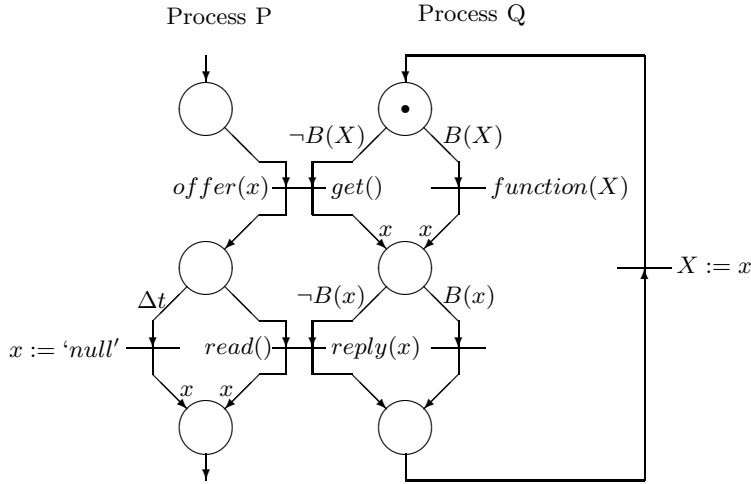 Process P
Process Q
¬B(X)
B(X)
offer(x)
get()
function(X)
x
x
X := x
Δt
¬B(x)
B(x)
x := ‘null'
read()
reply(x)
x
x